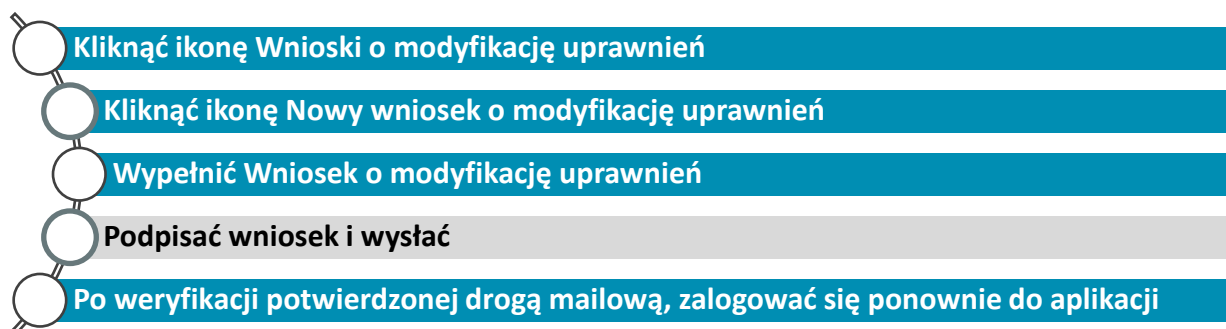 Kliknąć ikonę Wnioski o modyfikację uprawnień
Kliknąć ikonę Nowy wniosek o modyfikację uprawnień
Wypełnić Wniosek o modyfikację uprawnień
Podpisać wniosek i wysłać
Po weryfikacji potwierdzonej drogą mailową, zalogować się ponownie do aplikacji